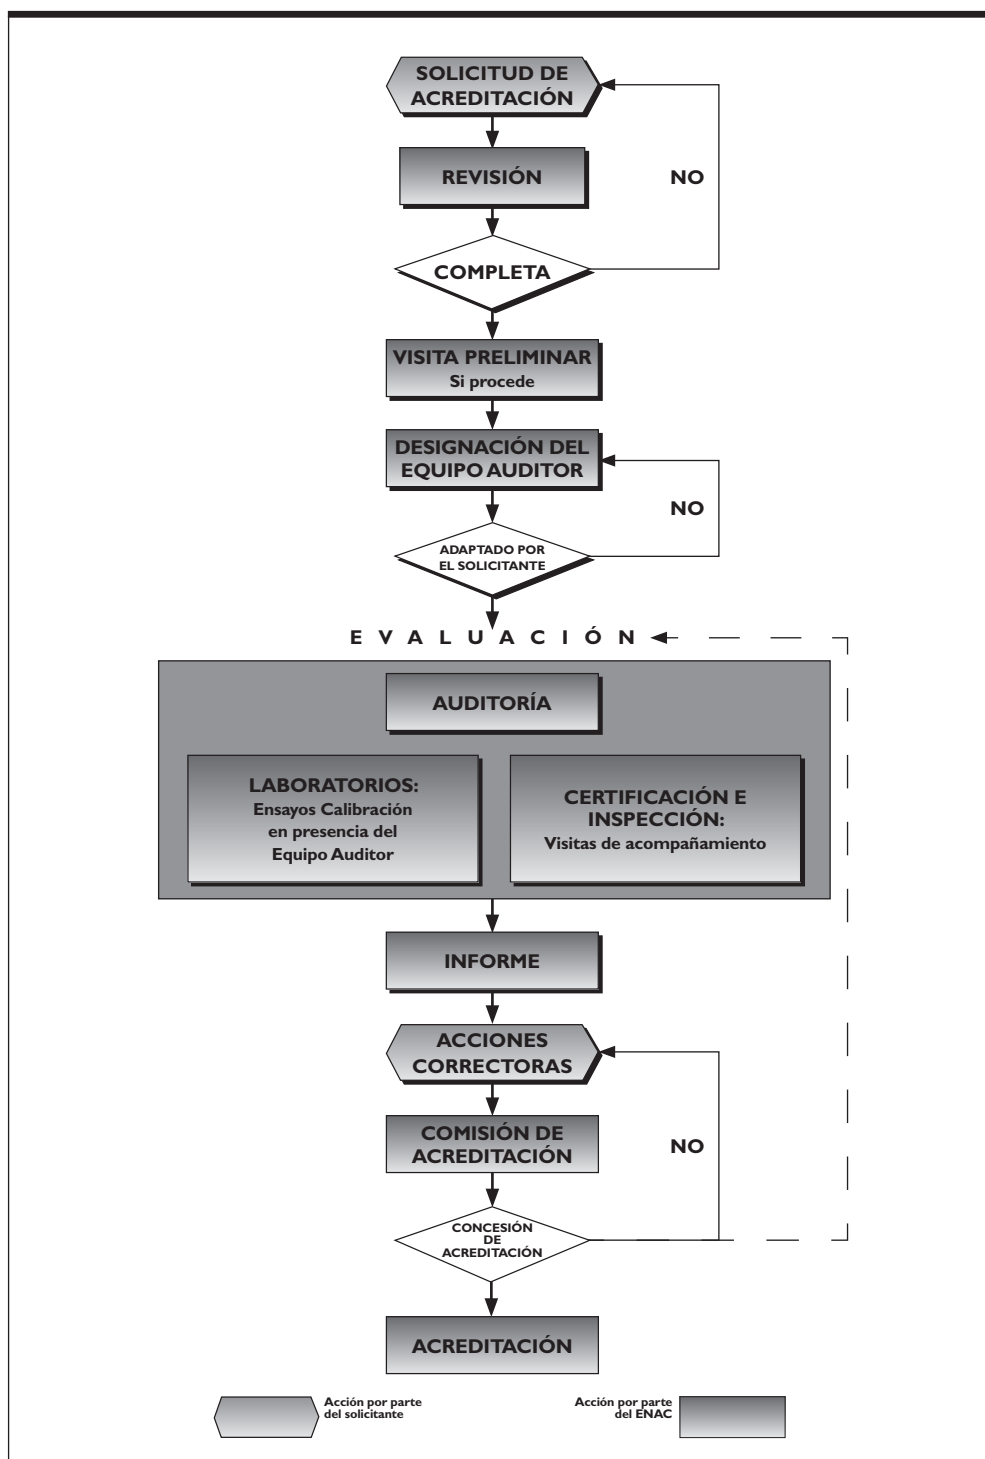 SOLICITUD DE
ACREDITACIÓN
REVISIÓN
NO
COMPLETA
VISITA PRELIMINAR
Si procede
DESIGNACIÓN DEL
EQUIPO AUDITOR
NO
ADAPTADO POR
EL SOLICITANTE
EVALUACIÓN
AUDITORÍA
LABORATORIOS:
Ensayos Calibración
en presencia del
Equipo Auditor
CERTIFICACIÓN E
INSPECCIÓN:
Visitas de acompañamiento
INFORME
ACCIONES
CORRECTORAS
COMISIÓN DE
ACREDITACIÓN
NO
CONCESIÓN
DE
ACREDITACIÓN
ACREDITACIÓN
Acción por parte
del solicitante
Acción por parte
del ENAC